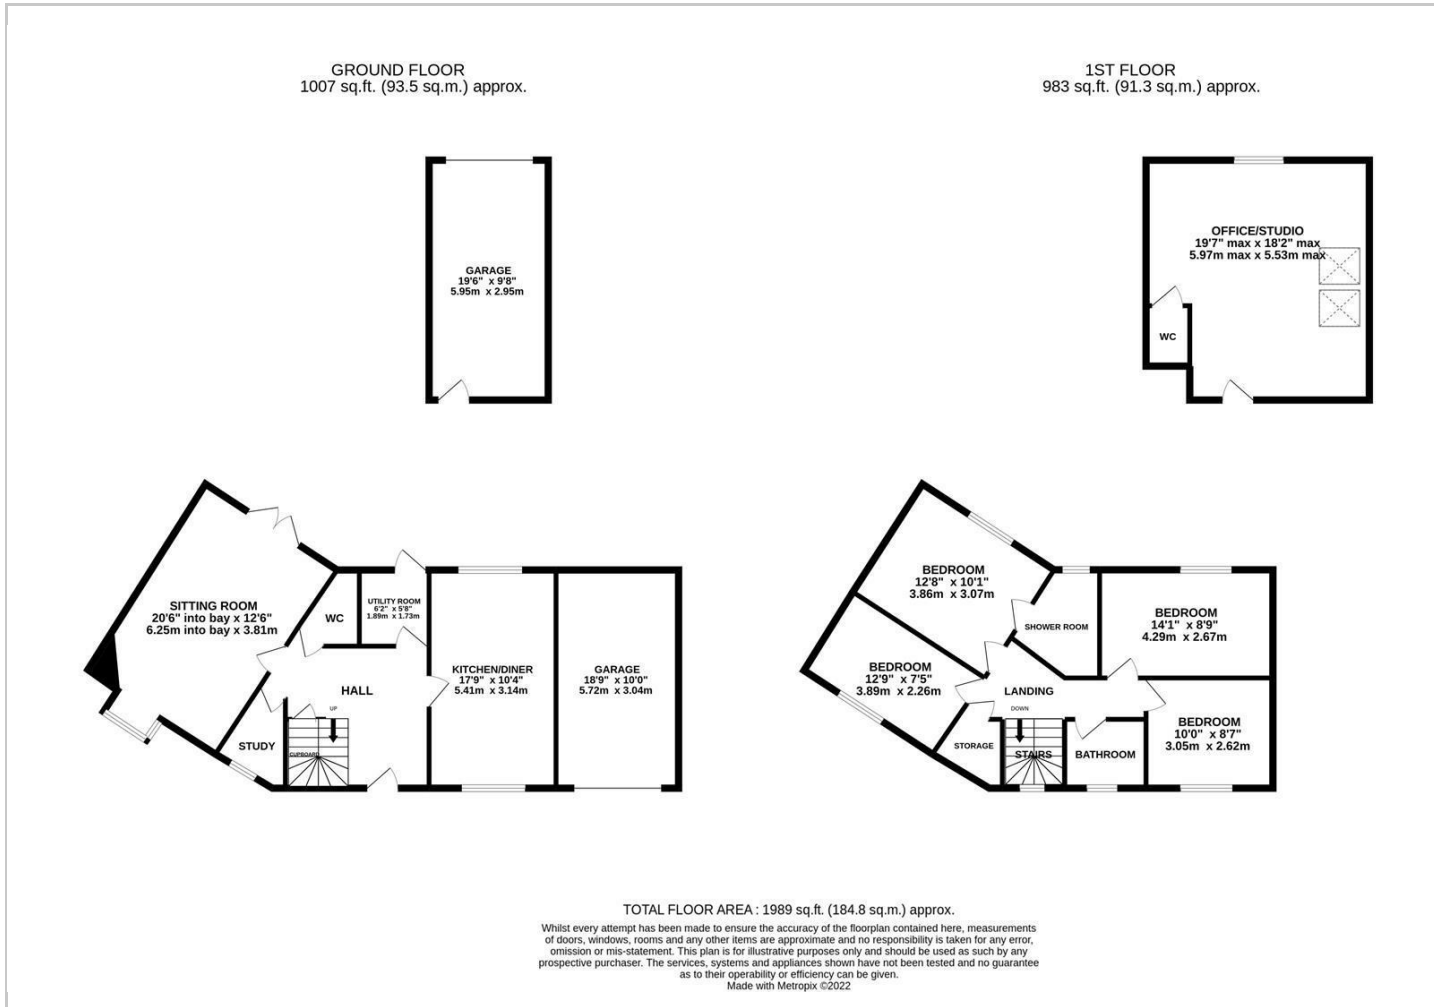 GROUND FLOOR
1007 sq.ft. (93.5 sq.m.) approx.
1ST FLOOR
983 sq.ft. (91.3 sq.m.) approx.
GARAGE
19'6" x 9'8"
5.95m x 2.95m
OFFICE/STUDIO
19'7" max x 18'2" max
5.97m max x 5.53m max
WC
SITTING ROOM
20'6" into bay x 12'6"
6.25m into bay x 3.81m
WC
UTILITY ROOM
6'2" x 5'8"
1.89m x 1.73m
HALL
UP
STUDY
CUPBOARD
KITCHEN/DINER
17'9" x 10'4"
5.41m x 3.14m
GARAGE
18'9" x 10'0"
5.72m x 3.04m
BEDROOM
12'8" x 10'1"
3.86m x 3.07m
SHOWER ROOM
BEDROOM
14'1" x 8'9"
4.29m x 2.67m
BEDROOM
12'9" x 7'5"
3.89m x 2.26m
LANDING
DOWN
STORAGE
STAIRS
BATHROOM
BEDROOM
10'0" x 8'7"
3.05m x 2.62m
TOTAL FLOOR AREA : 1989 sq.ft. (184.8 sq.m.) approx.
Whilst every attempt has been made to ensure the accuracy of the floorplan contained here, measurements
of doors, windows, rooms and any other items are approximate and no responsibility is taken for any error,
omission or mis-statement. This plan is for illustrative purposes only and should be used as such by any
prospective purchaser. The services, systems and appliances shown have not been tested and no guarantee
as to their operability or efficiency can be given.
Made with Metropix ©2022